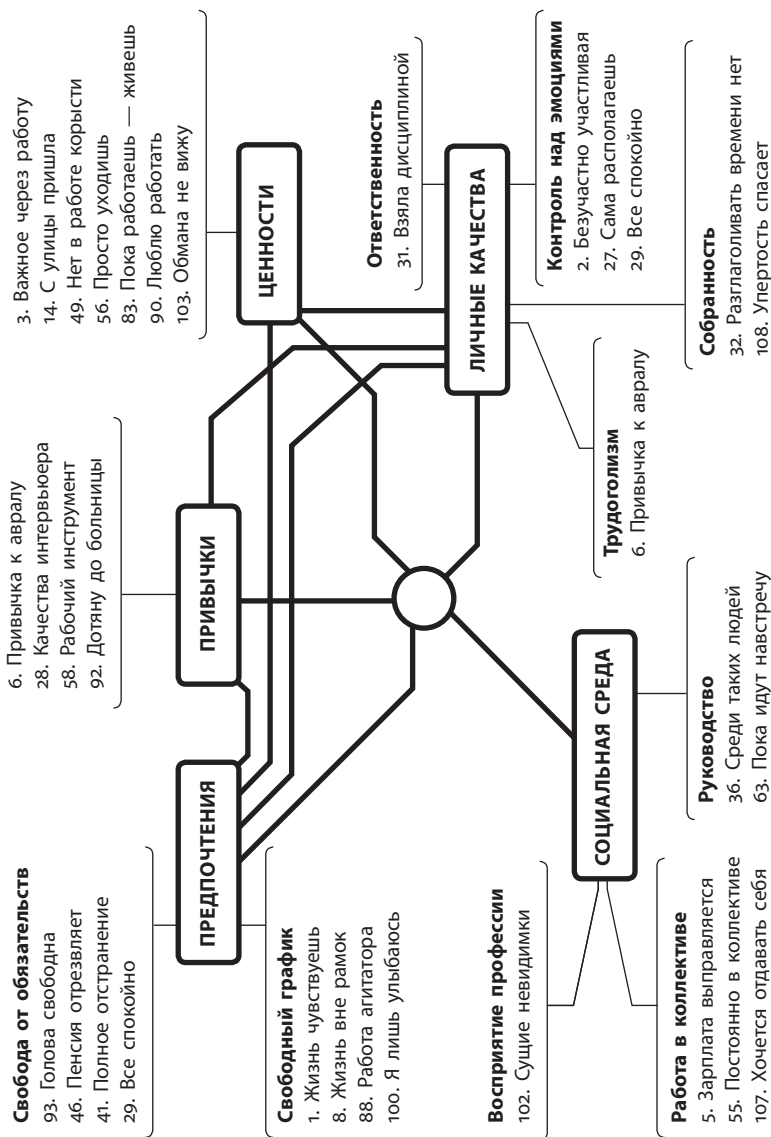 Свобода от обязательств
93. Голова свободна
46. Пенсия отрезвляет
41. Полное отстранение
29. Все спокойно
ПРЕДПОЧТЕНИЯ
Свободный график
1. Жизнь чувствуешь
8. Жизнь вне рамок
88. Работа агитатора
100. Я лишь улыбаюсь
6. Привычка к авралу
28. Качества интервьюера
58. Рабочий инструмент
92. Дотяну до больницы
ПРИВЫЧКИ
3. Важное через работу
14. С улицы пришла
49. Нет в работе корысти
56. Просто уходишь
83. Пока работаешь — живешь
90. Люблю работать
103. Обмана не вижу
ЦЕННОСТИ
Ответственность
31. Взяла дисциплиной
ЛИЧНЫЕ КАЧЕСТВА
Контроль над эмоциями
2. Безучастно участливая
27. Сама располагаешь
29. Все спокойно
Трудоголизм
6. Привычка к авралу
Собранность
32. Разглаголивать времени нет
108. Упертость спасает
Восприятие профессии
102. Сущие невидимки
СОЦИАЛЬНАЯ СРЕДА
Работа в коллективе
5. Зарплата выправляется
55. Постоянно в коллективе
107. Хочется отдавать себя
Руководство
36. Среди таких людей
63. Пока идут навстречу